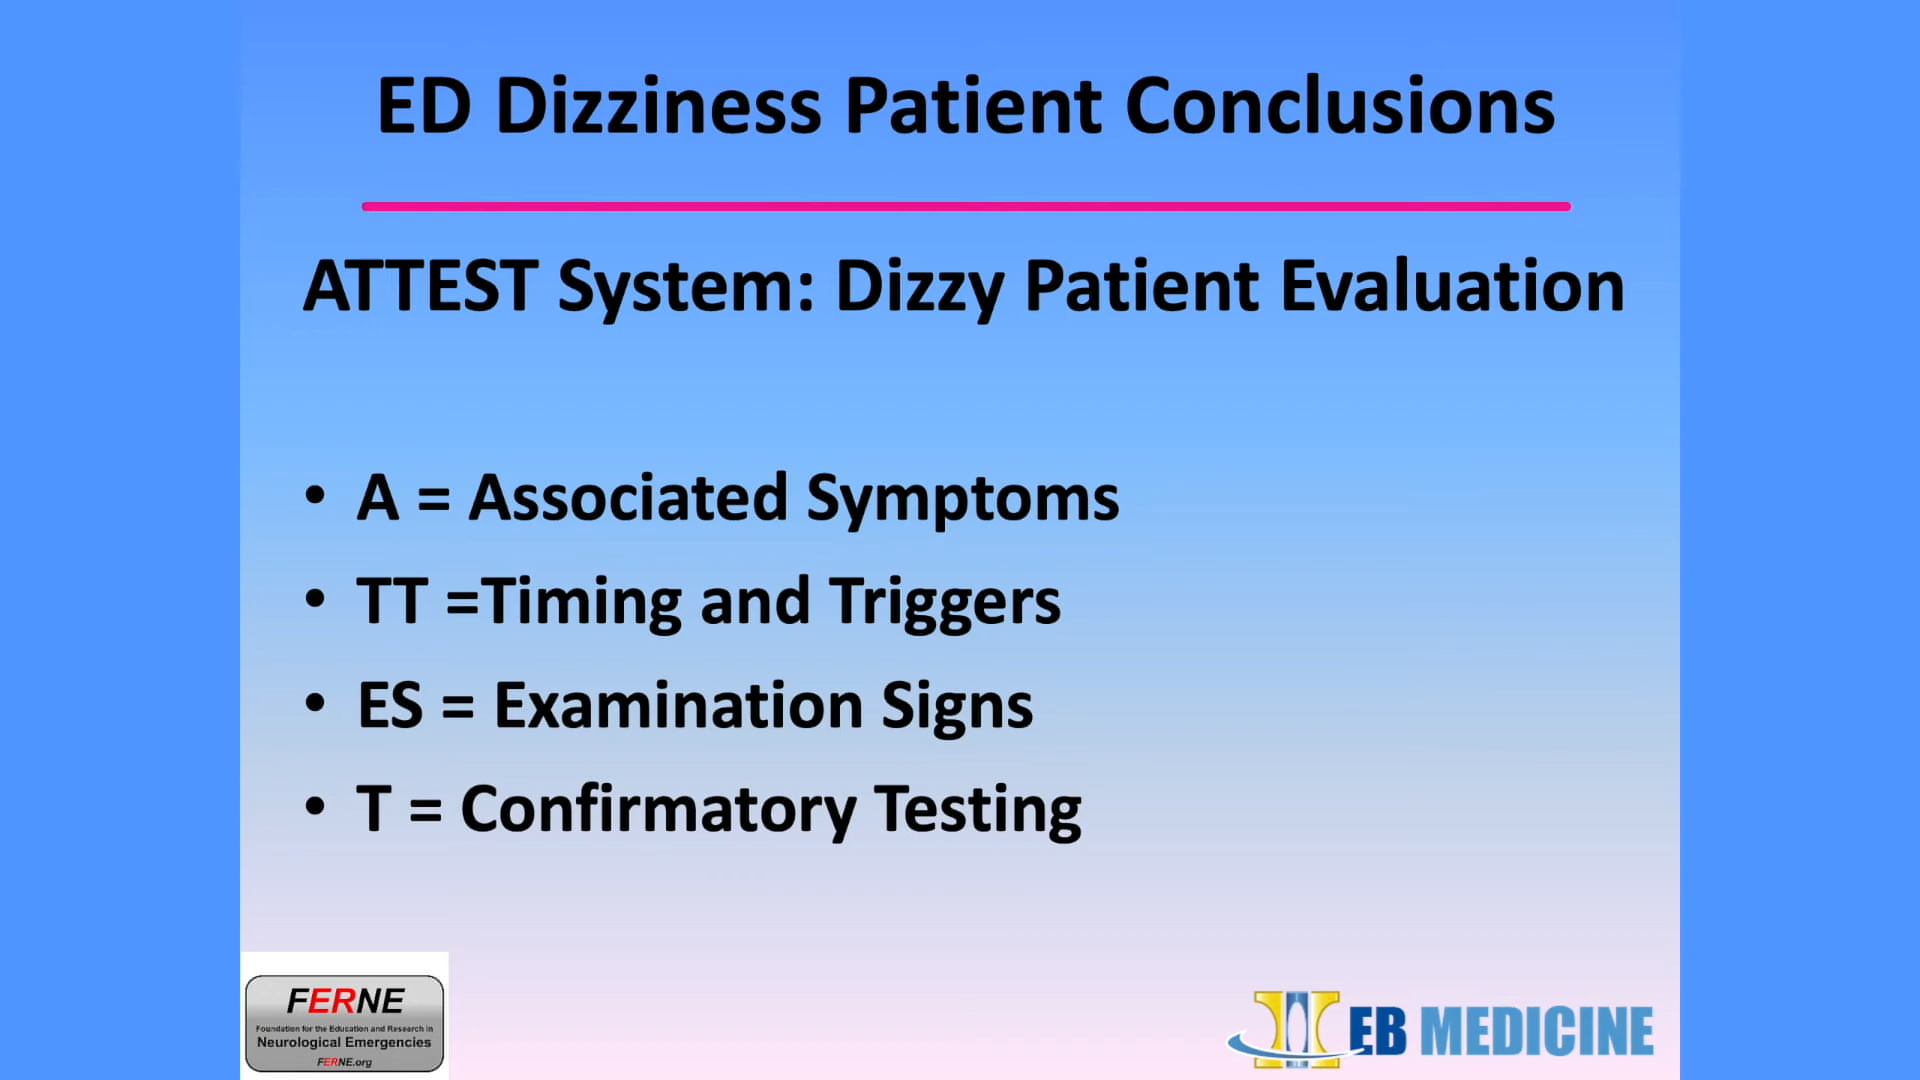 ED Dizziness Patient Conclusions
ATTEST System: Dizzy Patient Evaluation
• A = Associated Symptoms
• TT =Timing and Triggers
• ES = Examination Signs
• T = Confirmatory Testing
FERNE
Foundation for the Education and Research in
Neurological Emergencies
FERNE.org
EB MEDICINE